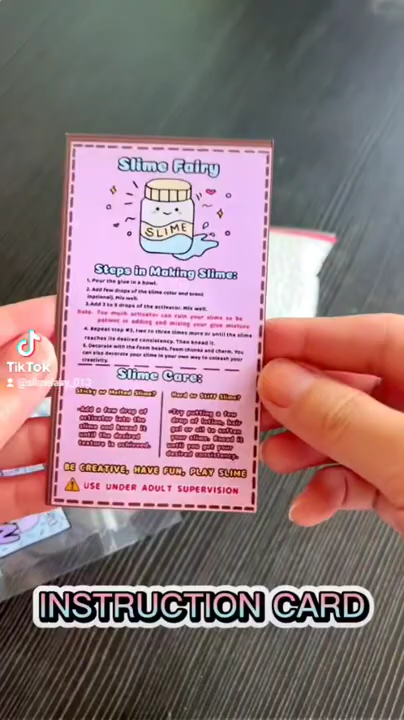 Slime Fairy
SLIME
Steps in Making Slime:
1. Pour the glue in a bowl.
2. Add few drops of the slime color and scent
(optional). Mix well.
3. Add 3 to 5 drops of the activator. Mix well.
Note. Too much activator can ruin your slime so be
patient in adding and mixing your glue mixture
4. Repeat step #3, two to three times more or until the slime
reaches its desired consistency. Then knead it.
5. Decorate with the foam beads, foam chunks and charm. You
can also decorate your slime in your own way to unleash your
creativity.
Slime Care:
Sticky or Melted Slime?
-Add a few drop of
activator into the
slime and knead it
until the desired
texture is achieved.
Hard or Stiff Slime?
-Try putting a few
drop of lotion, hair
gel or oil to soften
your slime. Knead it
until you get your
desired consistency.
BE CREATIVE, HAVE FUN, PLAY SLIME
USE UNDER ADULT SUPERVISION
TikTok
INSTRUCTION CARD